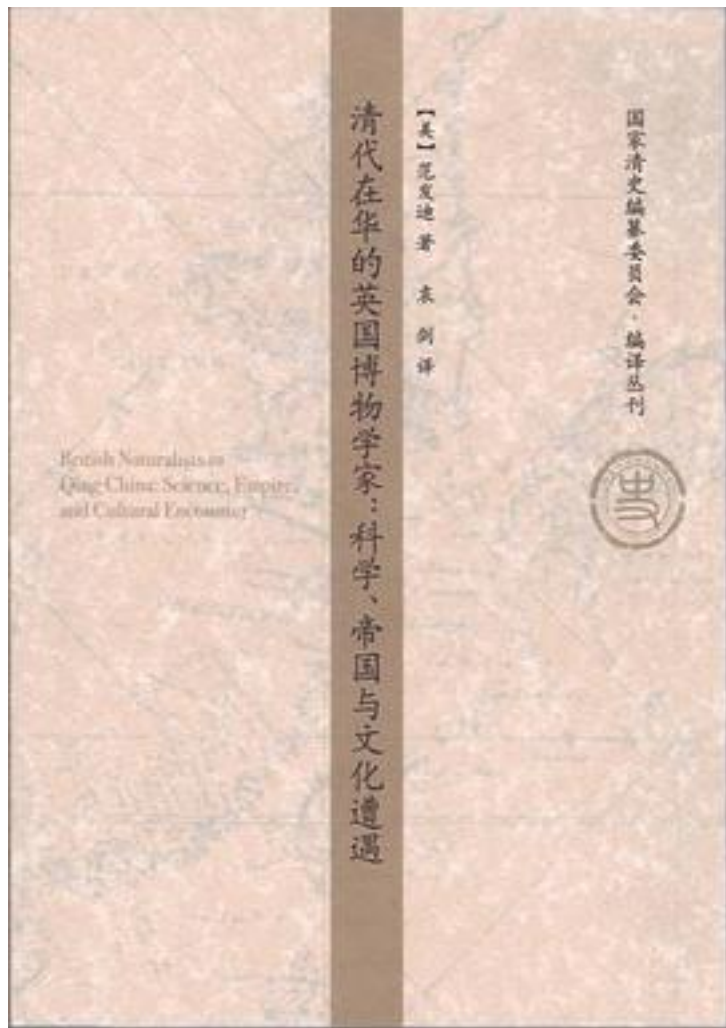 国家清史编纂委员会·编译丛刊
史
【美】范发迪 著 袁 剑 译
清代在华的英国博物学家：科学、帝国与文化遭遇
British Naturalists in
Qing China: Science, Empire,
and Cultural Encounter